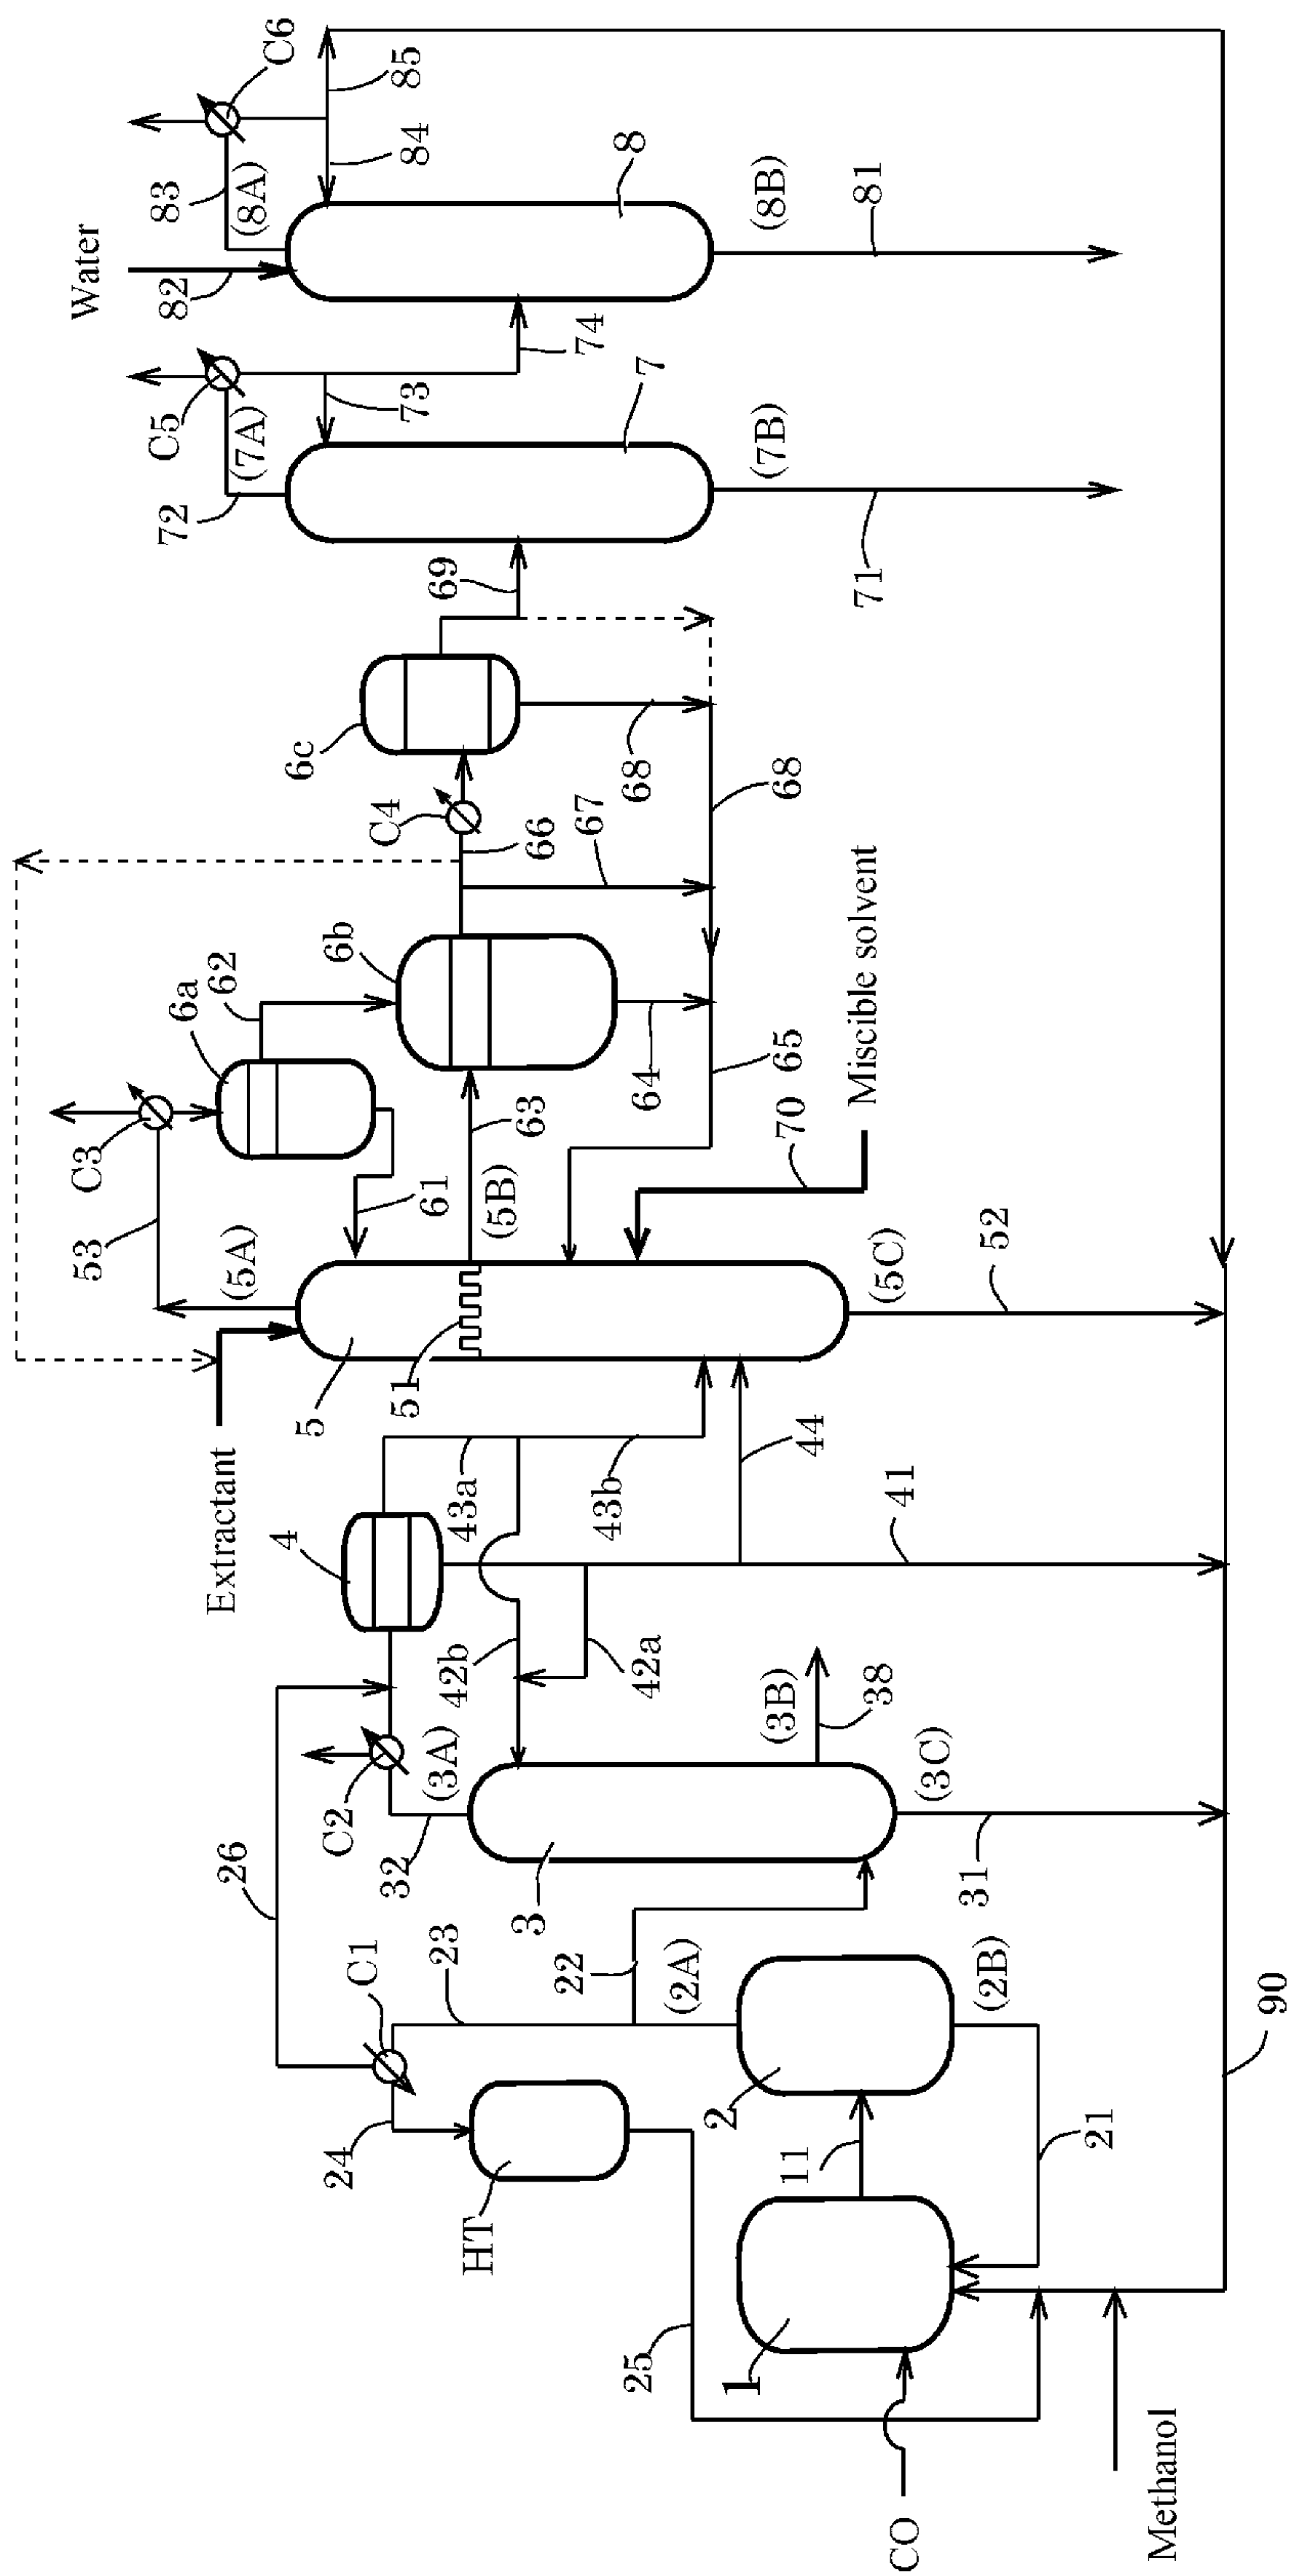 CO
Methanol
1
11
2
21
(2A)
(2B)
22
23
24
25
HT
C1
26
90
3
31
32
C2
(3A)
(3B)
38
(3C)
4
41
42a
42b
43a
43b
44
Extractant
5
51
52
53
(5A)
(5B)
(5C)
C3
6a
61
62
63
6b
64
65
70
Miscible solvent
66
67
C4
6c
68
68
69
7
71
72
(7A)
(7B)
C5
73
74
Water
8
81
82
83
(8A)
(8B)
84
85
C6